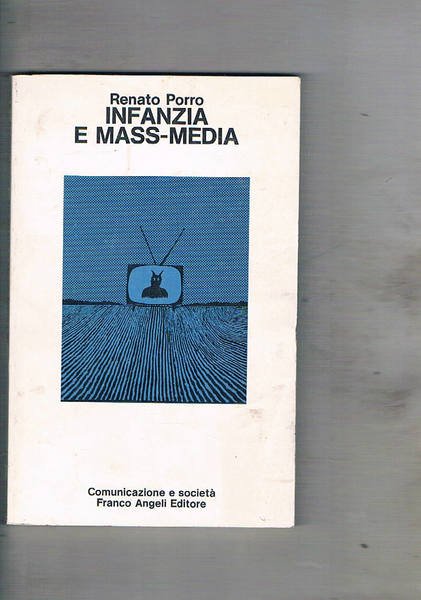 Renato Porro
INFANZIA
E MASS-MEDIA
Comunicazione e società
Franco Angeli Editore